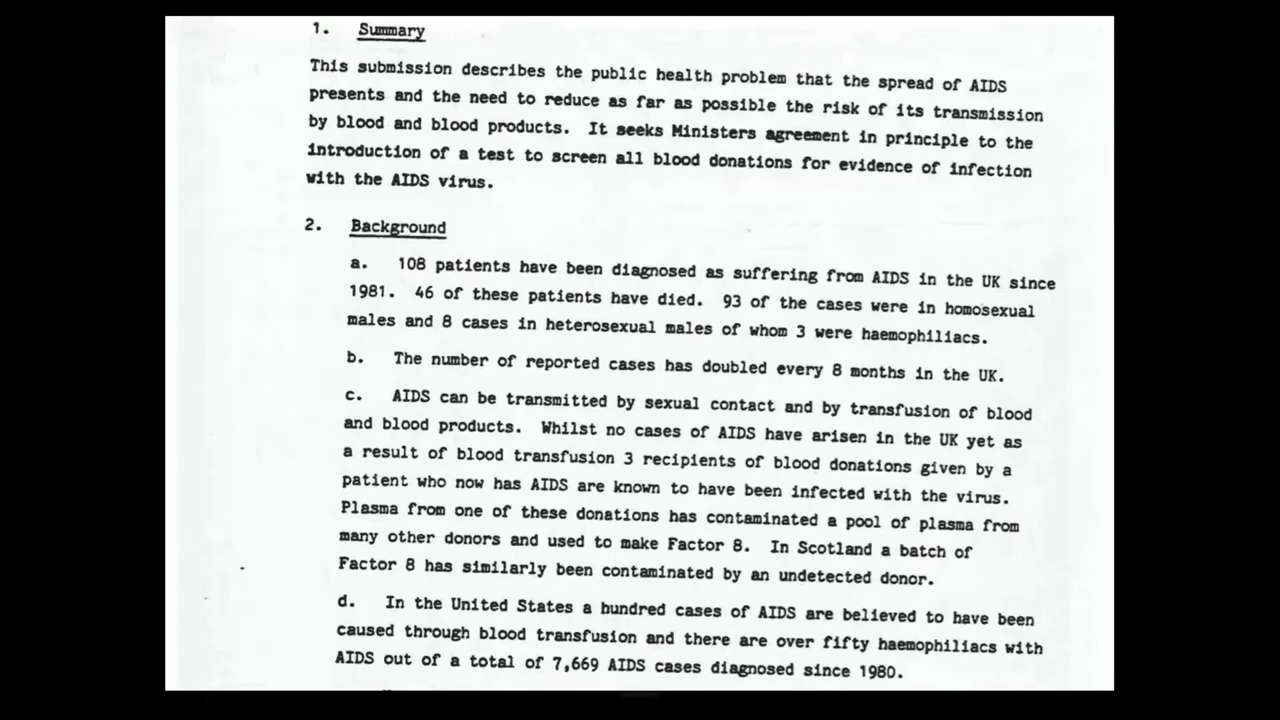 1. Summary
This submission describes the public health problem that the spread of AIDS
presents and the need to reduce as far as possible the risk of its transmission
by blood and blood products. It seeks Ministers agreement in principle to the
introduction of a test to screen all blood donations for evidence of infection
with the AIDS virus.
2. Background
a. 108 patients have been diagnosed as suffering from AIDS in the UK since
1981. 46 of these patients have died. 93 of the cases were in homosexual
males and 8 cases in heterosexual males of whom 3 were haemophiliacs.
b. The number of reported cases has doubled every 8 months in the UK.
c. AIDS can be transmitted by sexual contact and by transfusion of blood
and blood products. Whilst no cases of AIDS have arisen in the UK yet as
a result of blood transfusion 3 recipients of blood donations given by a
patient who now has AIDS are known to have been infected with the virus.
Plasma from one of these donations has contaminated a pool of plasma from
many other donors and used to make Factor 8. In Scotland a batch of
Factor 8 has similarly been contaminated by an undetected donor.
d. In the United States a hundred cases of AIDS are believed to have been
caused through blood transfusion and there are over fifty haemophiliacs with
AIDS out of a total of 7,669 AIDS cases diagnosed since 1980.